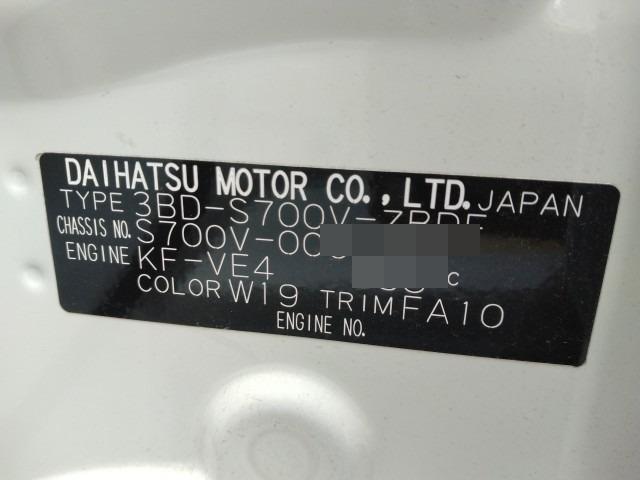 DAIHATSU MOTOR CO., LTD. JAPAN
TYPE 3BD-S700V-ZBDF
CHASSIS NO. S700V-00
ENGINE KF-VE4 c
COLOR W19 TRIM FA10
ENGINE NO.